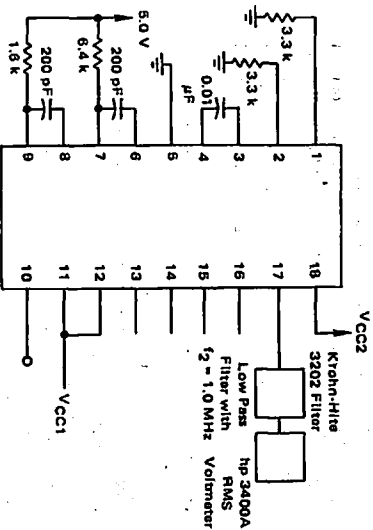 VCC2
Krohn-Hite
3202 Filter
1 18
3.3 k
2 17
3.3 k
Low Pass
Filter with
f2 = 1.0 MHz
hp 3400A
RMS
Voltmeter
3 16
0.01
µF
4 15
5 14
6 13
5.0 V
200 pF
7 12
6.4 k
VCC1
8 11
200 pF
9 10
1.6 k